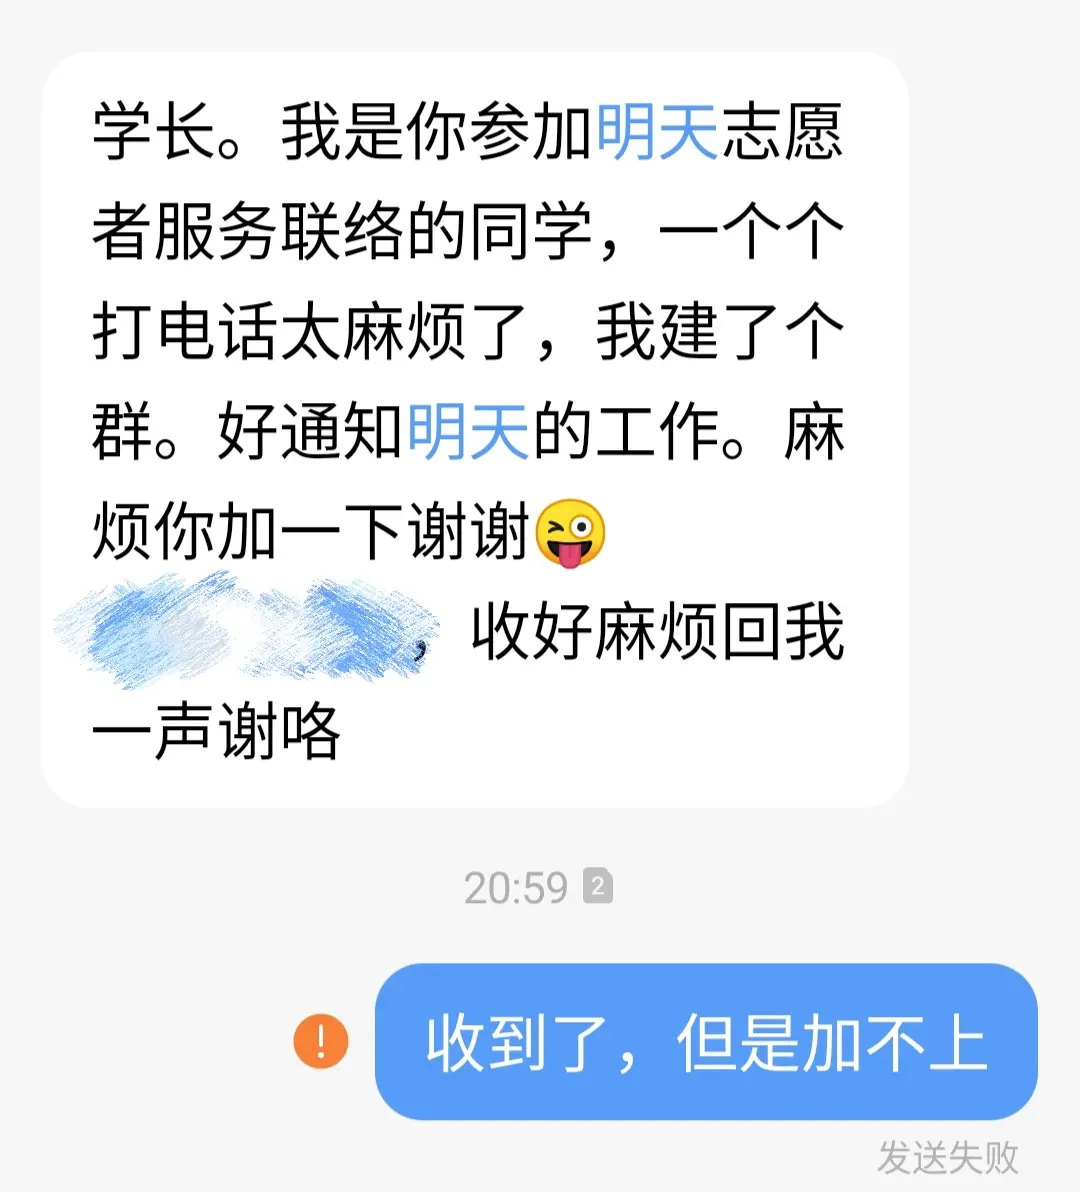 学长。我是你参加明天志愿
者服务联络的同学，一个个
打电话太麻烦了，我建了个
群。好通知明天的工作。麻
烦你加一下谢谢😜
，收好麻烦回我
一声谢咯
20:59 2
收到了，但是加不上
发送失败